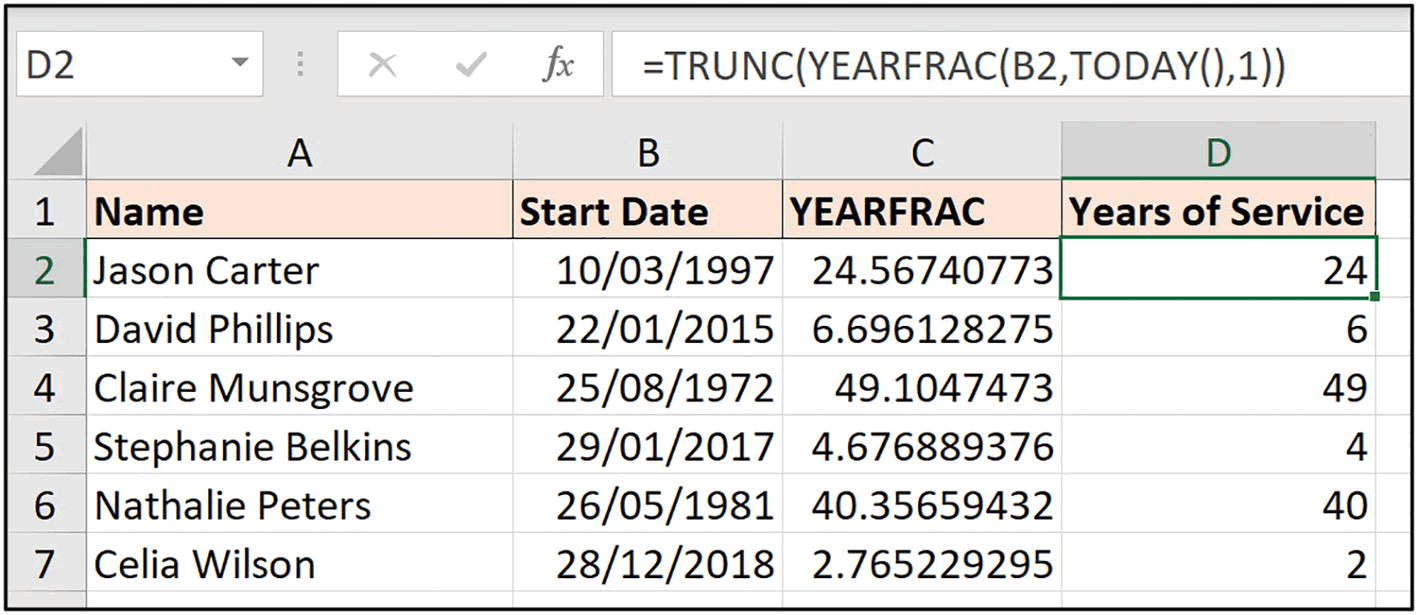 D2 fx =TRUNC(YEARFRAC(B2,TODAY(),1))
A B C D
1 Name Start Date YEARFRAC Years of Service
2 Jason Carter 10/03/1997 24.56740773 24
3 David Phillips 22/01/2015 6.696128275 6
4 Claire Munsgrove 25/08/1972 49.1047473 49
5 Stephanie Belkins 29/01/2017 4.676889376 4
6 Nathalie Peters 26/05/1981 40.35659432 40
7 Celia Wilson 28/12/2018 2.765229295 2